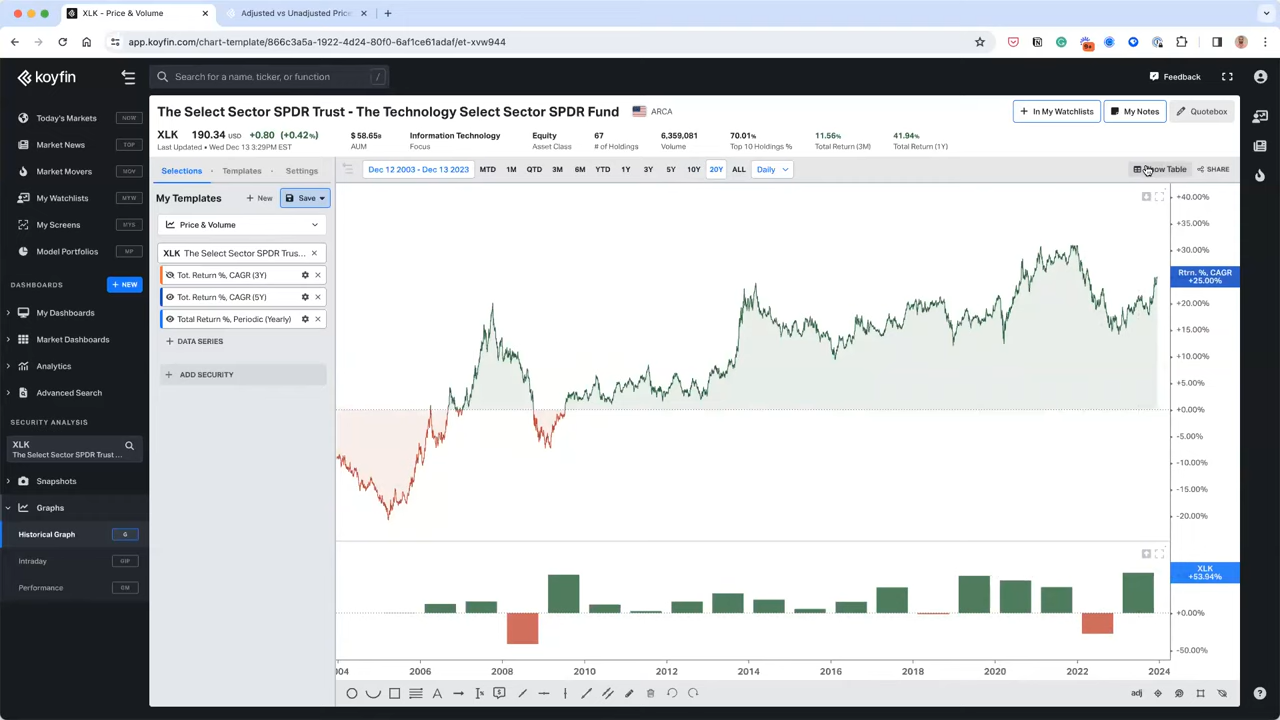 XLK - Price & Volume
Adjusted vs Unadjusted Price
app.koyfin.com/chart-template/866c3a5a-1922-4d24-80f0-6af1ce61adaf/et-xvw944
9+
koyfin
Search for a name, ticker, or function /
Feedback
Today's Markets NOW
Market News TOP
Market Movers MOV
My Watchlists MYW
My Screens MYS
Model Portfolios MP
DASHBOARDS + NEW
My Dashboards
Market Dashboards
Analytics
Advanced Search
SECURITY ANALYSIS
XLK
The Select Sector SPDR Trust ...
Snapshots
Graphs
Historical Graph G
Intraday GIP
Performance GM
The Select Sector SPDR Trust - The Technology Select Sector SPDR Fund ARCA
+ In My Watchlists My Notes Quotebox
XLK 190.34 USD +0.80 (+0.42%)
Last Updated • Wed Dec 13 3:29PM EST
$ 58.65B
AUM
Information Technology
Focus
Equity
Asset Class
67
# of Holdings
6,359,081
Volume
70.01%
Top 10 Holdings %
11.56%
Total Return (3M)
41.94%
Total Return (1Y)
Selections Templates Settings
Dec 12 2003 - Dec 13 2023 MTD 1M QTD 3M 6M YTD 1Y 3Y 5Y 10Y 20Y ALL Daily
Show Table SHARE
My Templates + New Save
Price & Volume
XLK The Select Sector SPDR Trus...
Tot. Return %, CAGR (3Y)
Tot. Return %, CAGR (5Y)
Total Return %, Periodic (Yearly)
+ DATA SERIES
+ ADD SECURITY
+40.00%
+35.00%
+30.00%
Rtrn. %, CAGR
+25.00%
+20.00%
+15.00%
+10.00%
+5.00%
+0.00%
-5.00%
-10.00%
-15.00%
-20.00%
XLK
+53.94%
+0.00%
-50.00%
004 2006 2008 2010 2012 2014 2016 2018 2020 2022 2024
adj